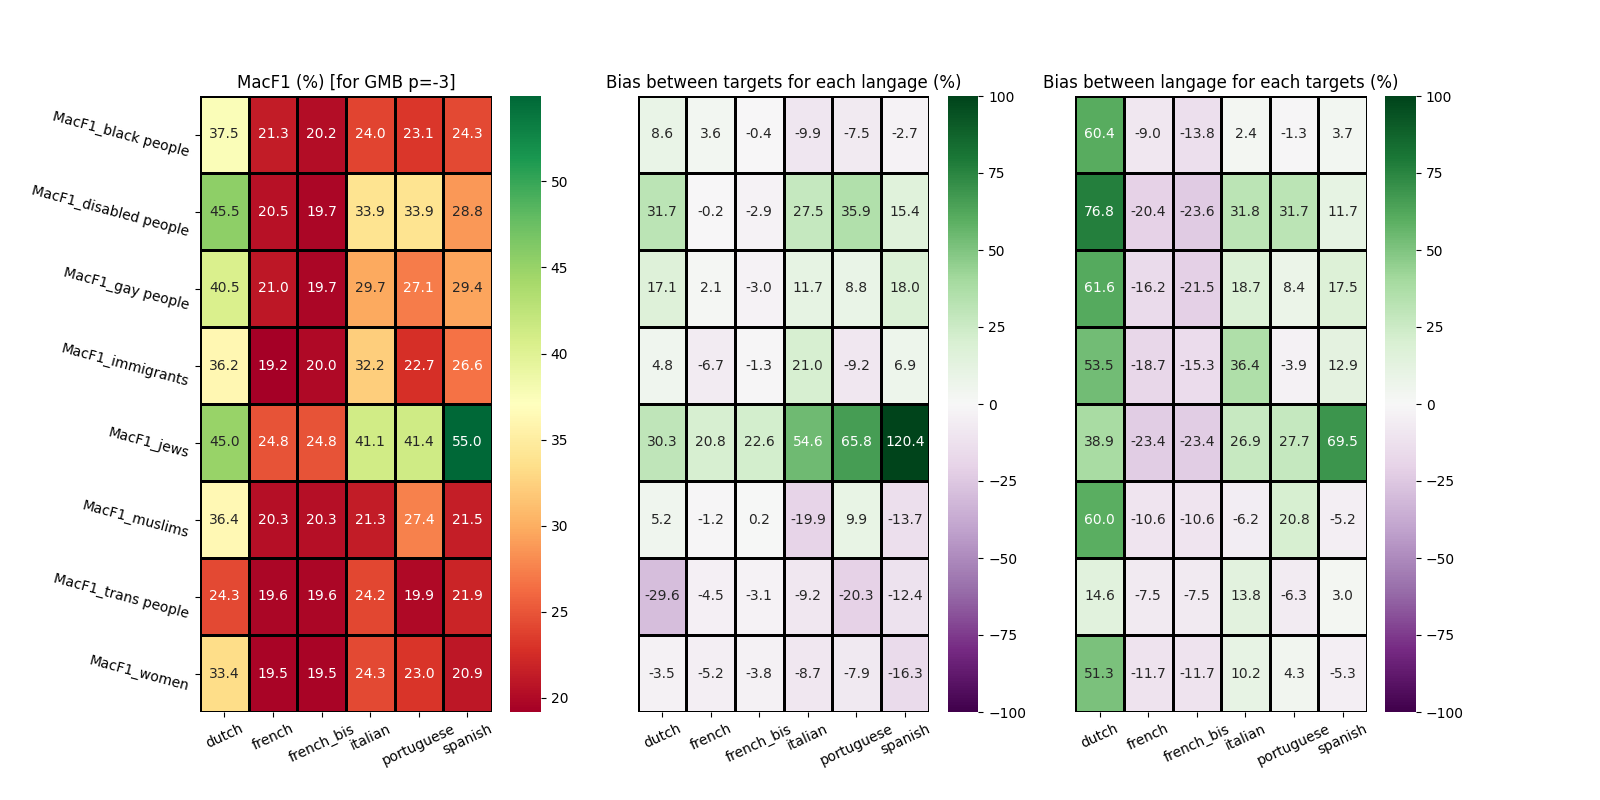 MacF1 (%) [for GMB p=-3]
Bias between targets for each langage (%)
Bias between langage for each targets (%)
MacF1_black people 37.5 21.3 20.2 24.0 23.1 24.3
MacF1_disabled people 45.5 20.5 19.7 33.9 33.9 28.8
MacF1_gay people 40.5 21.0 19.7 29.7 27.1 29.4
MacF1_immigrants 36.2 19.2 20.0 32.2 22.7 26.6
MacF1_jews 45.0 24.8 24.8 41.1 41.4 55.0
MacF1_muslims 36.4 20.3 20.3 21.3 27.4 21.5
MacF1_trans people 24.3 19.6 19.6 24.2 19.9 21.9
MacF1_women 33.4 19.5 19.5 24.3 23.0 20.9
dutch french french_bis italian portuguese spanish
50
45
40
35
30
25
20
8.6 3.6 -0.4 -9.9 -7.5 -2.7
31.7 -0.2 -2.9 27.5 35.9 15.4
17.1 2.1 -3.0 11.7 8.8 18.0
4.8 -6.7 -1.3 21.0 -9.2 6.9
30.3 20.8 22.6 54.6 65.8 120.4
5.2 -1.2 0.2 -19.9 9.9 -13.7
-29.6 -4.5 -3.1 -9.2 -20.3 -12.4
-3.5 -5.2 -3.8 -8.7 -7.9 -16.3
dutch french french_bis italian portuguese spanish
100
75
50
25
0
−25
−50
−75
−100
60.4 -9.0 -13.8 2.4 -1.3 3.7
76.8 -20.4 -23.6 31.8 31.7 11.7
61.6 -16.2 -21.5 18.7 8.4 17.5
53.5 -18.7 -15.3 36.4 -3.9 12.9
38.9 -23.4 -23.4 26.9 27.7 69.5
60.0 -10.6 -10.6 -6.2 20.8 -5.2
14.6 -7.5 -7.5 13.8 -6.3 3.0
51.3 -11.7 -11.7 10.2 4.3 -5.3
dutch french french_bis italian portuguese spanish
100
75
50
25
0
−25
−50
−75
−100